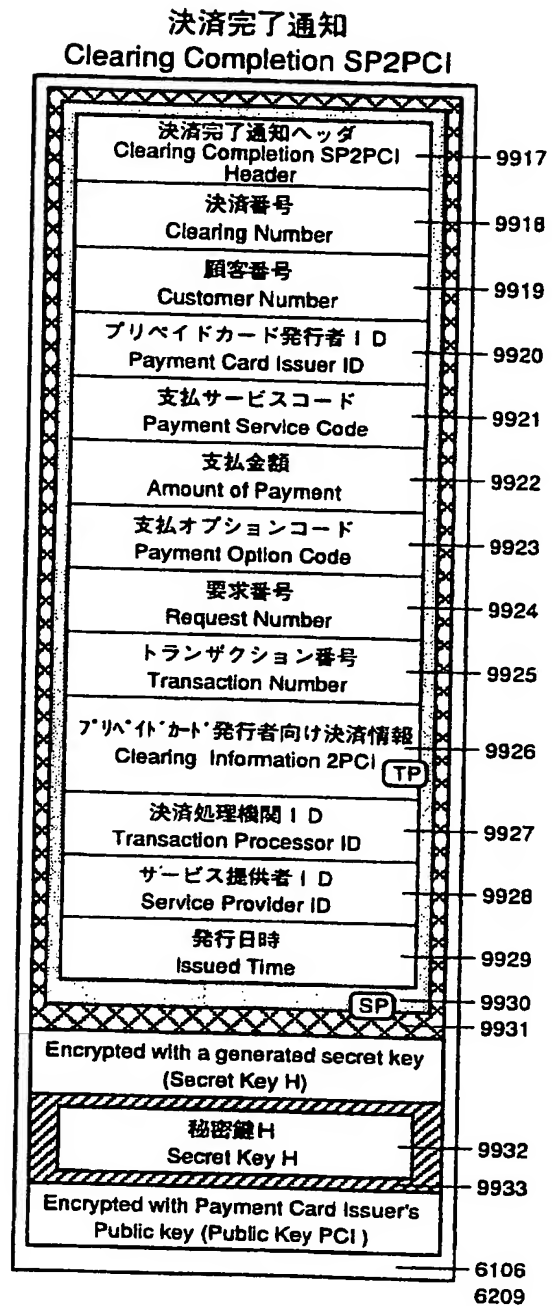 決済完了通知
Clearing Completion SP2PCI
決済完了通知ヘッダ
Clearing Completion SP2PCI
Header
9917
決済番号
Clearing Number
9918
顧客番号
Customer Number
9919
プリペイドカード発行者ID
Payment Card Issuer ID
9920
支払サービスコード
Payment Service Code
9921
支払金額
Amount of Payment
9922
支払オプションコード
Payment Option Code
9923
要求番号
Request Number
9924
トランザクション番号
Transaction Number
9925
プリペイドカード発行者向け決済情報
Clearing Information 2PCI
TP
9926
決済処理機関ID
Transaction Processor ID
9927
サービス提供者ID
Service Provider ID
9928
発行日時
Issued Time
9929
SP
9930
9931
Encrypted with a generated secret key
(Secret Key H)
秘密鍵H
Secret Key H
9932
9933
Encrypted with Payment Card Issuer's
Public key (Public Key PCI )
6106
6209